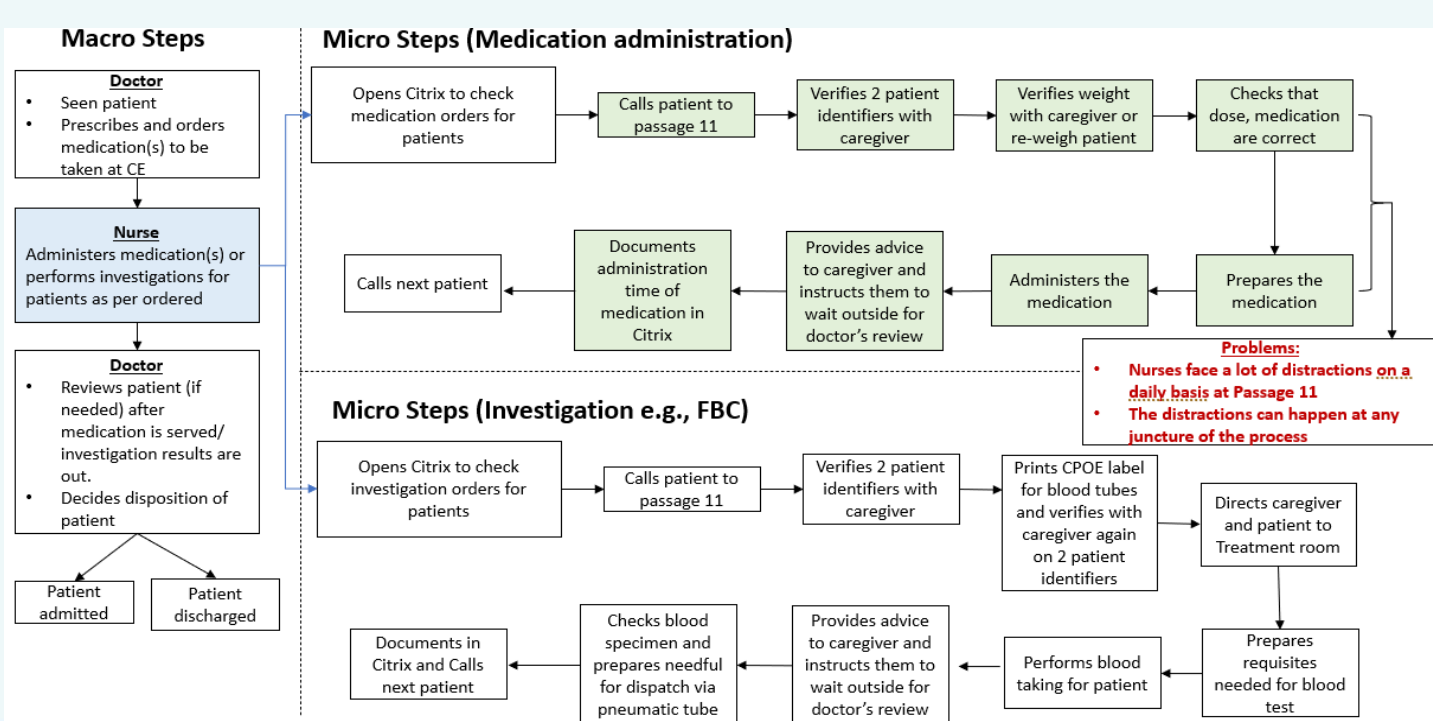 Macro Steps
Doctor
• Seen patient
• Prescribes and orders
medication(s) to be
taken at CE
Nurse
Administers medication(s) or
performs investigations for
patients as per ordered
Doctor
• Reviews patient (if
needed) after
medication is served/
investigation results are
out.
• Decides disposition of
patient
Patient
admitted
Patient
discharged
Micro Steps (Medication administration)
Opens Citrix to check
medication orders for
patients
Calls patient to
passage 11
Verifies 2 patient
identifiers with
caregiver
Verifies weight
with caregiver or
re-weigh patient
Checks that
dose, medication
are correct
Prepares the
medication
Administers the
medication
Provides advice
to caregiver and
instructs them to
wait outside for
doctor's review
Documents
administration
time of
medication in
Citrix
Calls next patient
Problems:
• Nurses face a lot of distractions on a
daily basis at Passage 11
• The distractions can happen at any
juncture of the process
Micro Steps (Investigation e.g., FBC)
Opens Citrix to check
investigation orders for
patients
Calls patient to
passage 11
Verifies 2 patient
identifiers with
caregiver
Prints CPOE label
for blood tubes
and verifies with
caregiver again
on 2 patient
identifiers
Directs caregiver
and patient to
Treatment room
Prepares
requisites
needed for blood
test
Performs blood
taking for patient
Provides advice
to caregiver and
instructs them to
wait outside for
doctor's review
Checks blood
specimen and
prepares needful
for dispatch via
pneumatic tube
Documents in
Citrix and Calls
next patient